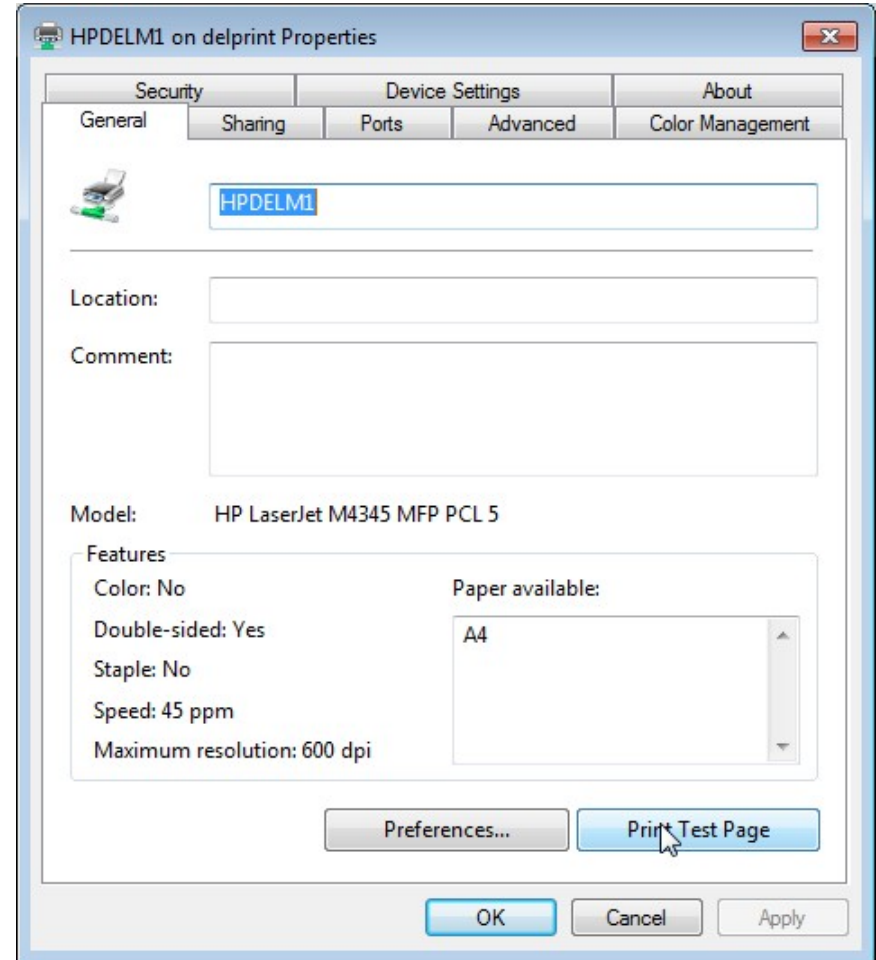 HPDELM1 on delprint Properties
Security Device Settings About
General Sharing Ports Advanced Color Management
HPDELM1
Location:
Comment:
Model: HP LaserJet M4345 MFP PCL 5
Features
Color: No Paper available:
Double-sided: Yes A4
Staple: No
Speed: 45 ppm
Maximum resolution: 600 dpi
Preferences... Print Test Page
OK Cancel Apply